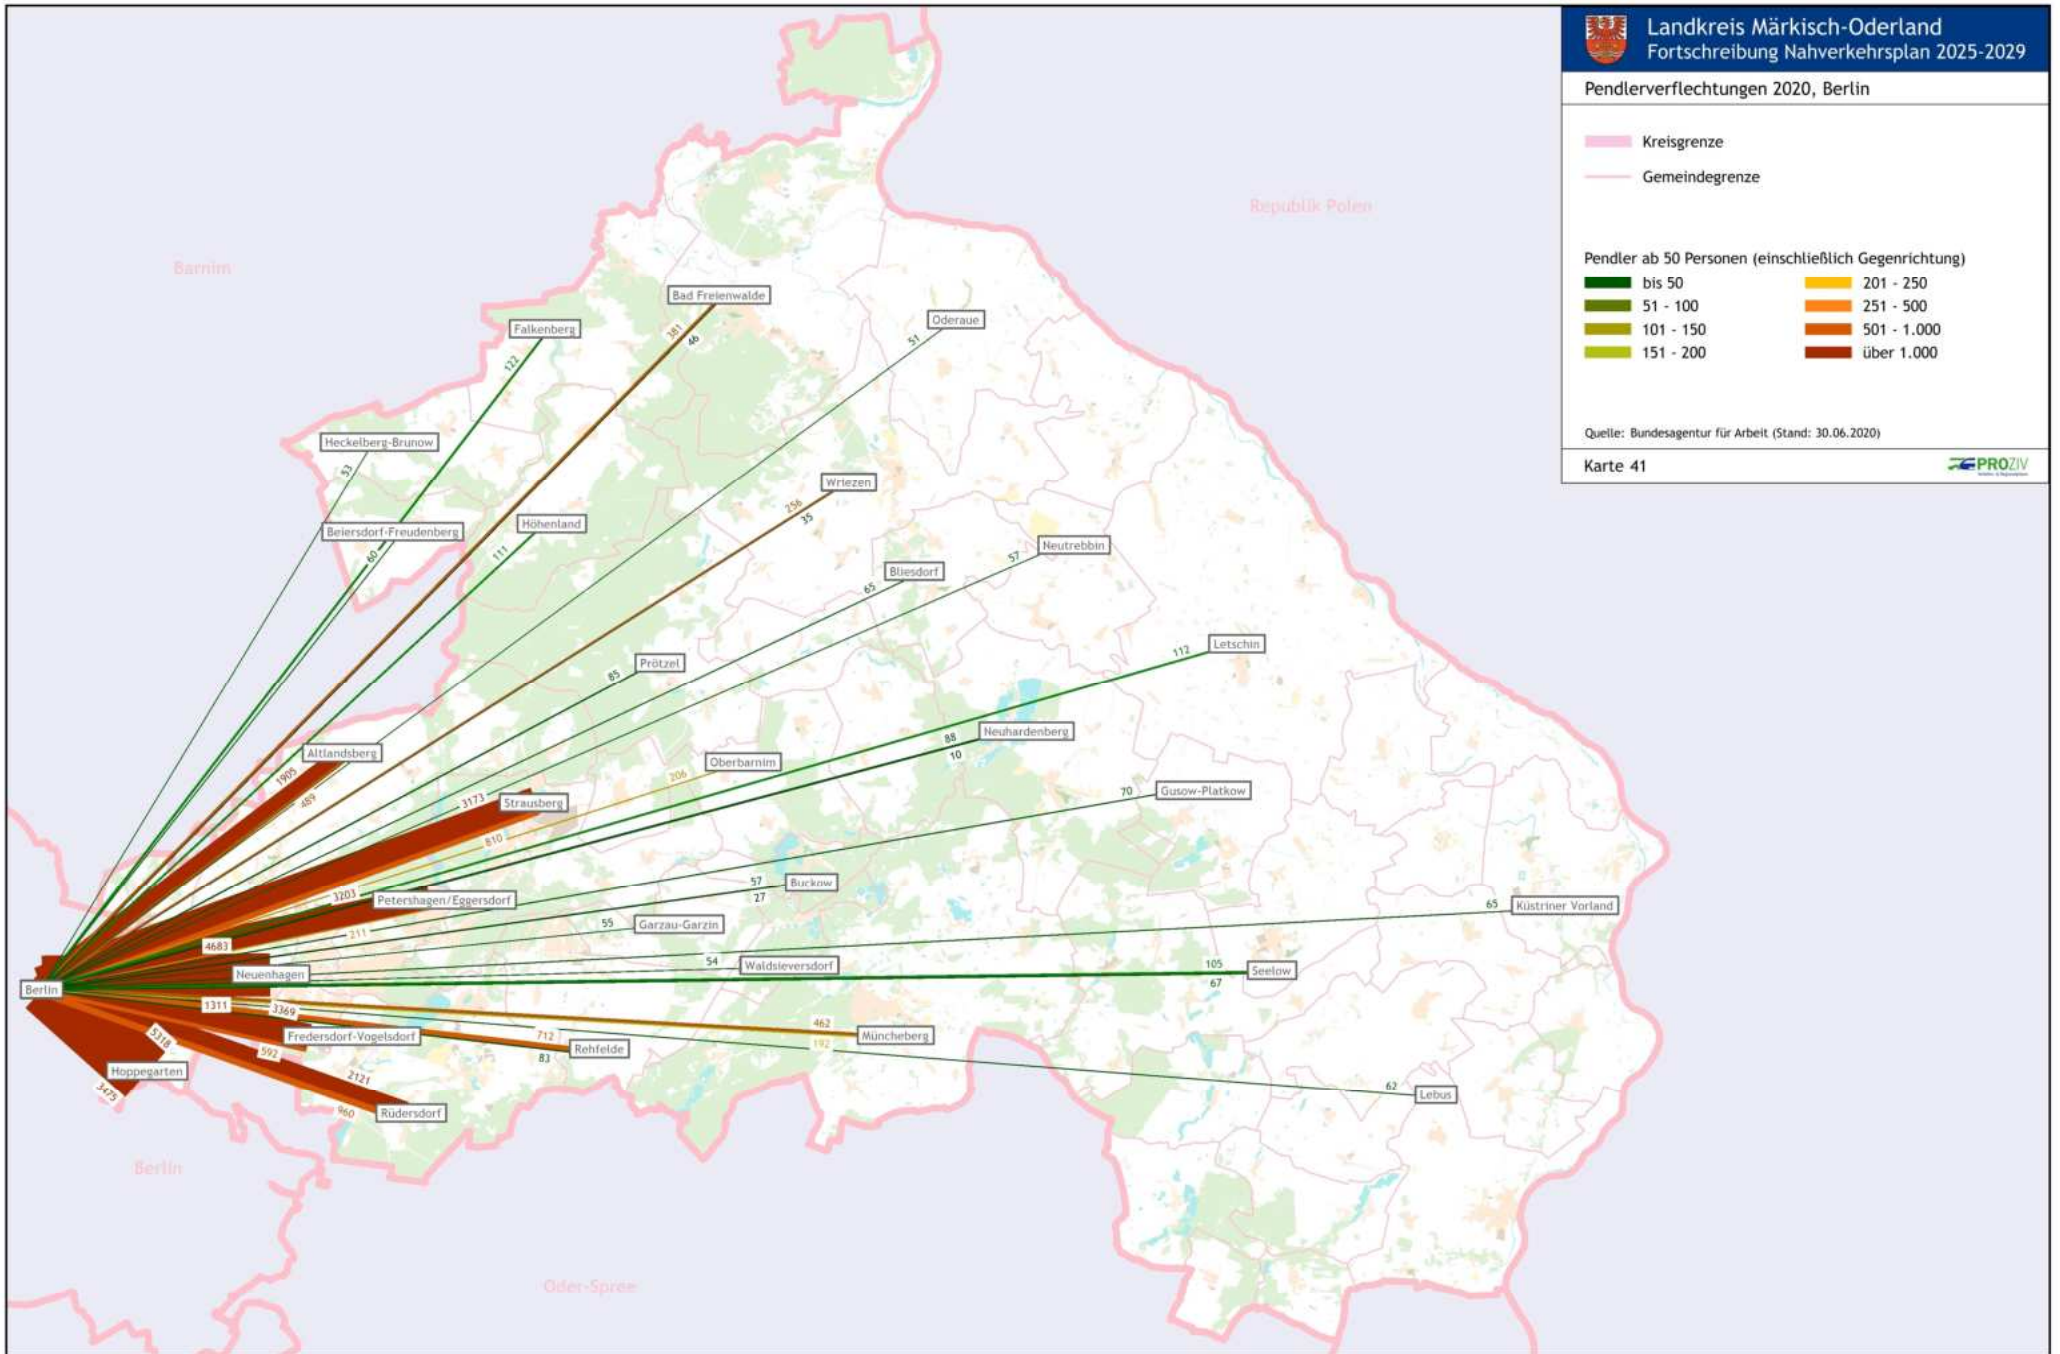 Landkreis Märkisch-Oderland
Fortschreibung Nahverkehrsplan 2025-2029
Pendlerverflechtungen 2020, Berlin
Kreisgrenze
Gemeindegrenze
Pendler ab 50 Personen (einschließlich Gegenrichtung)
bis 50
51 - 100
101 - 150
151 - 200
201 - 250
251 - 500
501 - 1.000
über 1.000
Quelle: Bundesagentur für Arbeit (Stand: 30.06.2020)
Karte 41
PROZIV
Republik Polen
Barnim
Bad Freienwalde
381
46
Falkenberg
122
Oderaue
51
Heckelberg-Brunow
53
Wriezen
256
35
Beiersdorf-Freudenberg
60
Höhenland
111
Neutrebbin
57
Bliesdorf
65
Letschin
112
Prötzel
85
Neuhardenberg
88
10
Altlandsberg
1905
489
Oberbarnim
206
Gusow-Platkow
70
Strausberg
3173
810
Buckow
57
27
Petershagen/Eggersdorf
3203
211
Küstriner Vorland
65
Garzau-Garzin
55
Waldsieversdorf
54
Seelow
105
67
Neuenhagen
4683
1311
Berlin
Fredersdorf-Vogelsdorf
3369
592
Müncheberg
462
192
Rehfelde
712
83
Hoppegarten
5318
3475
Lebus
62
Rüdersdorf
2121
960
Berlin
Oder-Spree